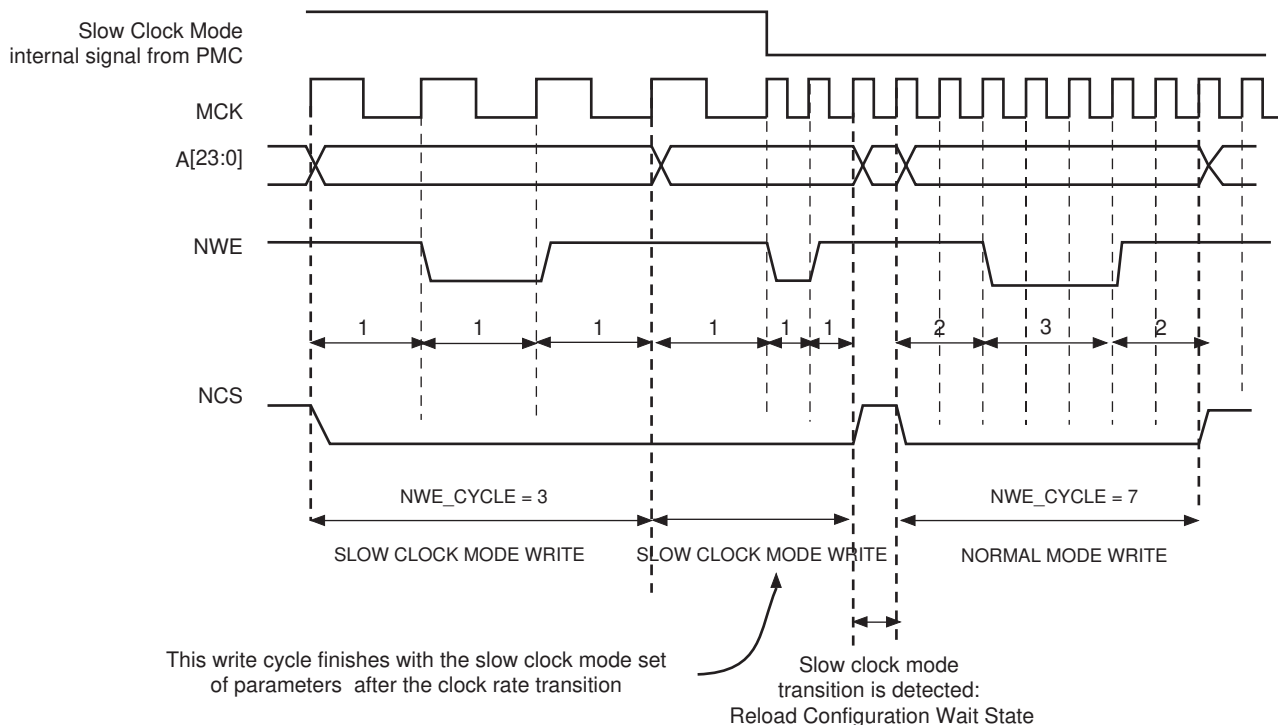 Slow Clock Mode
internal signal from PMC
MCK
A[23:0]
NWE
1 1 1 1 1 1 2 3 2
NCS
NWE_CYCLE = 3 NWE_CYCLE = 7
SLOW CLOCK MODE WRITE SLOW CLOCK MODE WRITE NORMAL MODE WRITE
This write cycle finishes with the slow clock mode set
of parameters after the clock rate transition
Slow clock mode
transition is detected:
Reload Configuration Wait State